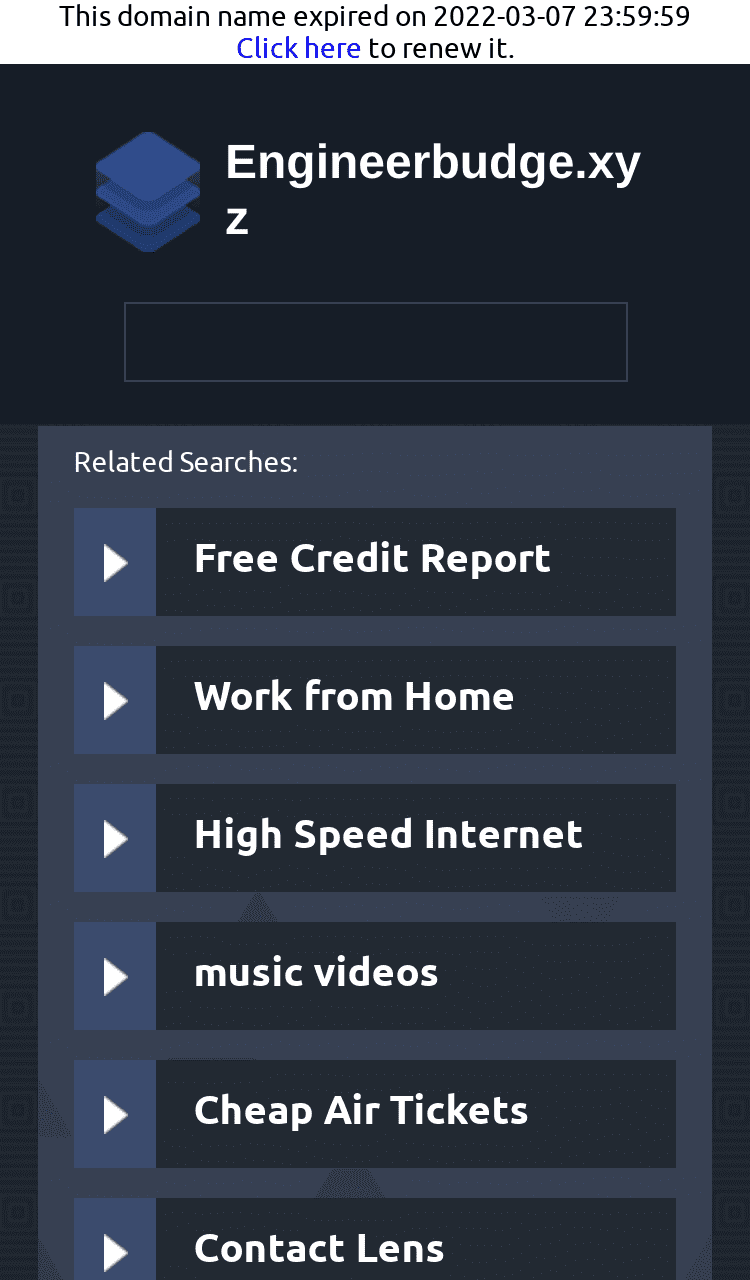 This domain name expired on 2022-03-07 23:59:59
Click here to renew it.
Engineerbudge.xy
z
Related Searches:
Free Credit Report
Work from Home
High Speed Internet
music videos
Cheap Air Tickets
Contact Lens